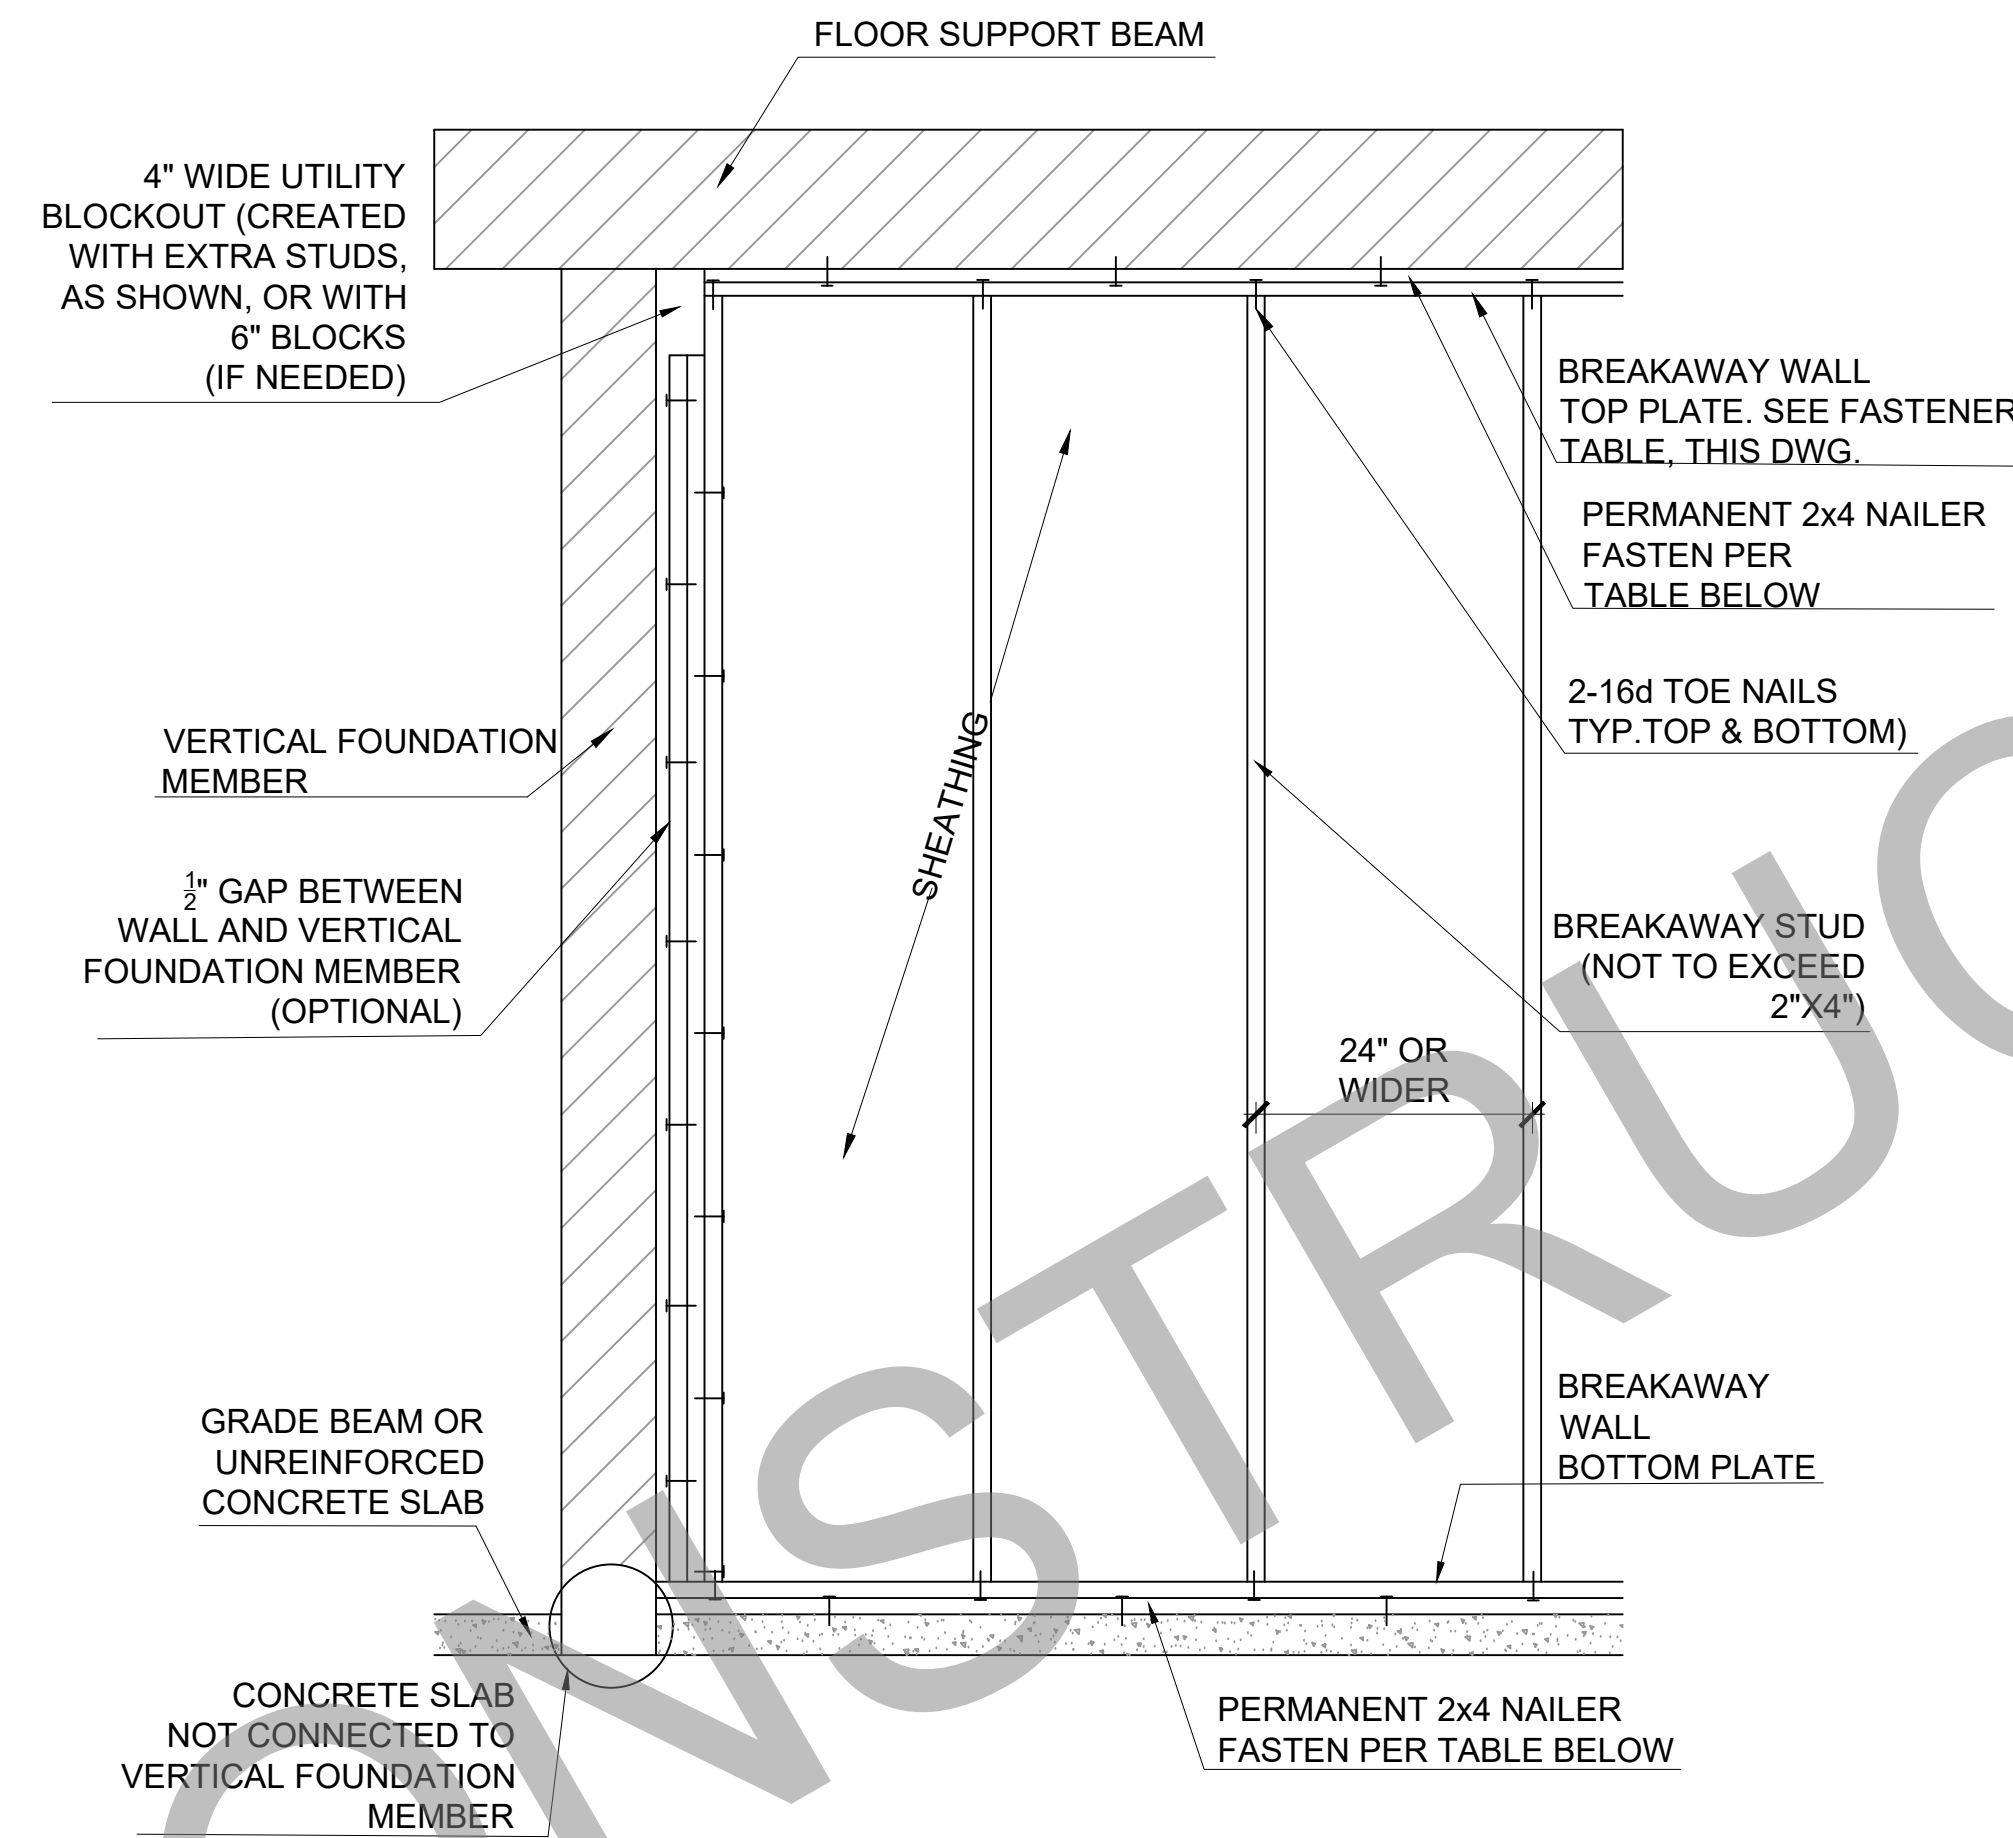 FLOOR SUPPORT BEAM
4" WIDE UTILITY
BLOCKOUT (CREATED
WITH EXTRA STUDS,
AS SHOWN, OR WITH
6" BLOCKS
(IF NEEDED)
BREAKAWAY WALL
TOP PLATE. SEE FASTENER
TABLE, THIS DWG.
PERMANENT 2x4 NAILER
FASTEN PER
TABLE BELOW
2-16d TOE NAILS
TYP.TOP & BOTTOM)
VERTICAL FOUNDATION
MEMBER
SHEATHING
½" GAP BETWEEN
WALL AND VERTICAL
FOUNDATION MEMBER
(OPTIONAL)
BREAKAWAY STUD
(NOT TO EXCEED
2"X4")
24" OR
WIDER
BREAKAWAY
WALL
BOTTOM PLATE
GRADE BEAM OR
UNREINFORCED
CONCRETE SLAB
CONCRETE SLAB
NOT CONNECTED TO
VERTICAL FOUNDATION
MEMBER
PERMANENT 2x4 NAILER
FASTEN PER TABLE BELOW
ONSTRUC